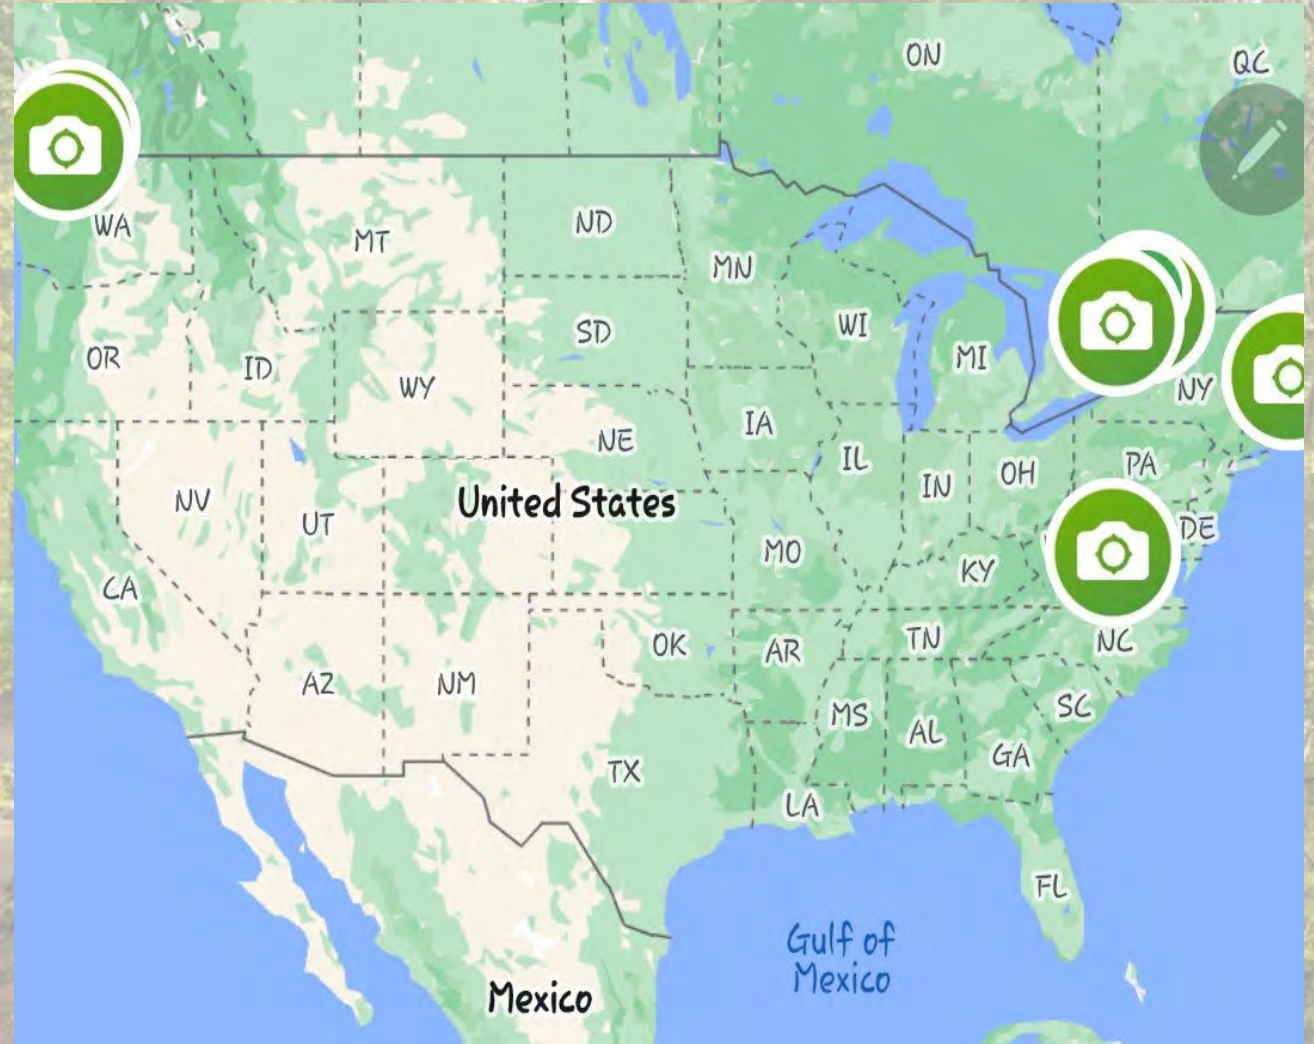 ON
QC
WA
MT
ND
MN
OR
ID
WY
SD
WI
MI
NY
NE
IA
IL
IN
OH
PA
NV
UT
United States
MO
KY
DE
CA
AZ
NM
OK
AR
TN
NC
MS
AL
SC
GA
TX
LA
FL
Gulf of
Mexico
Mexico